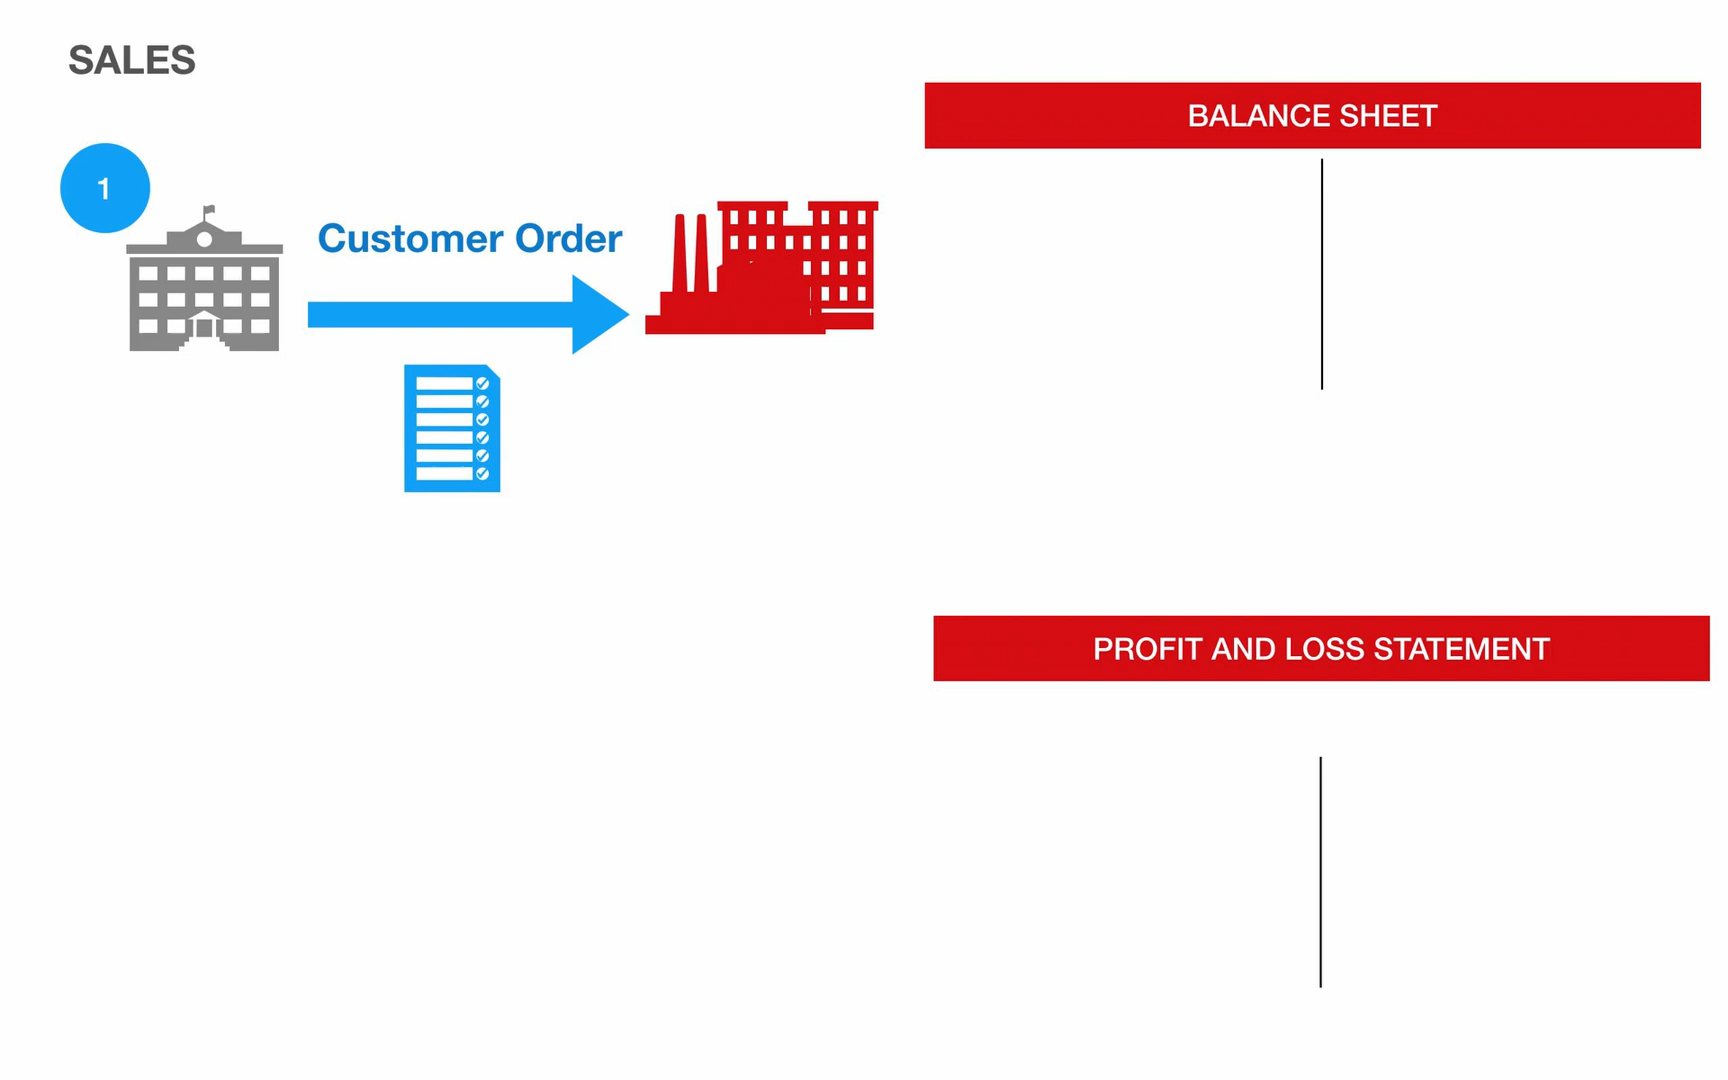 SALES
BALANCE SHEET
1
Customer Order
PROFIT AND LOSS STATEMENT